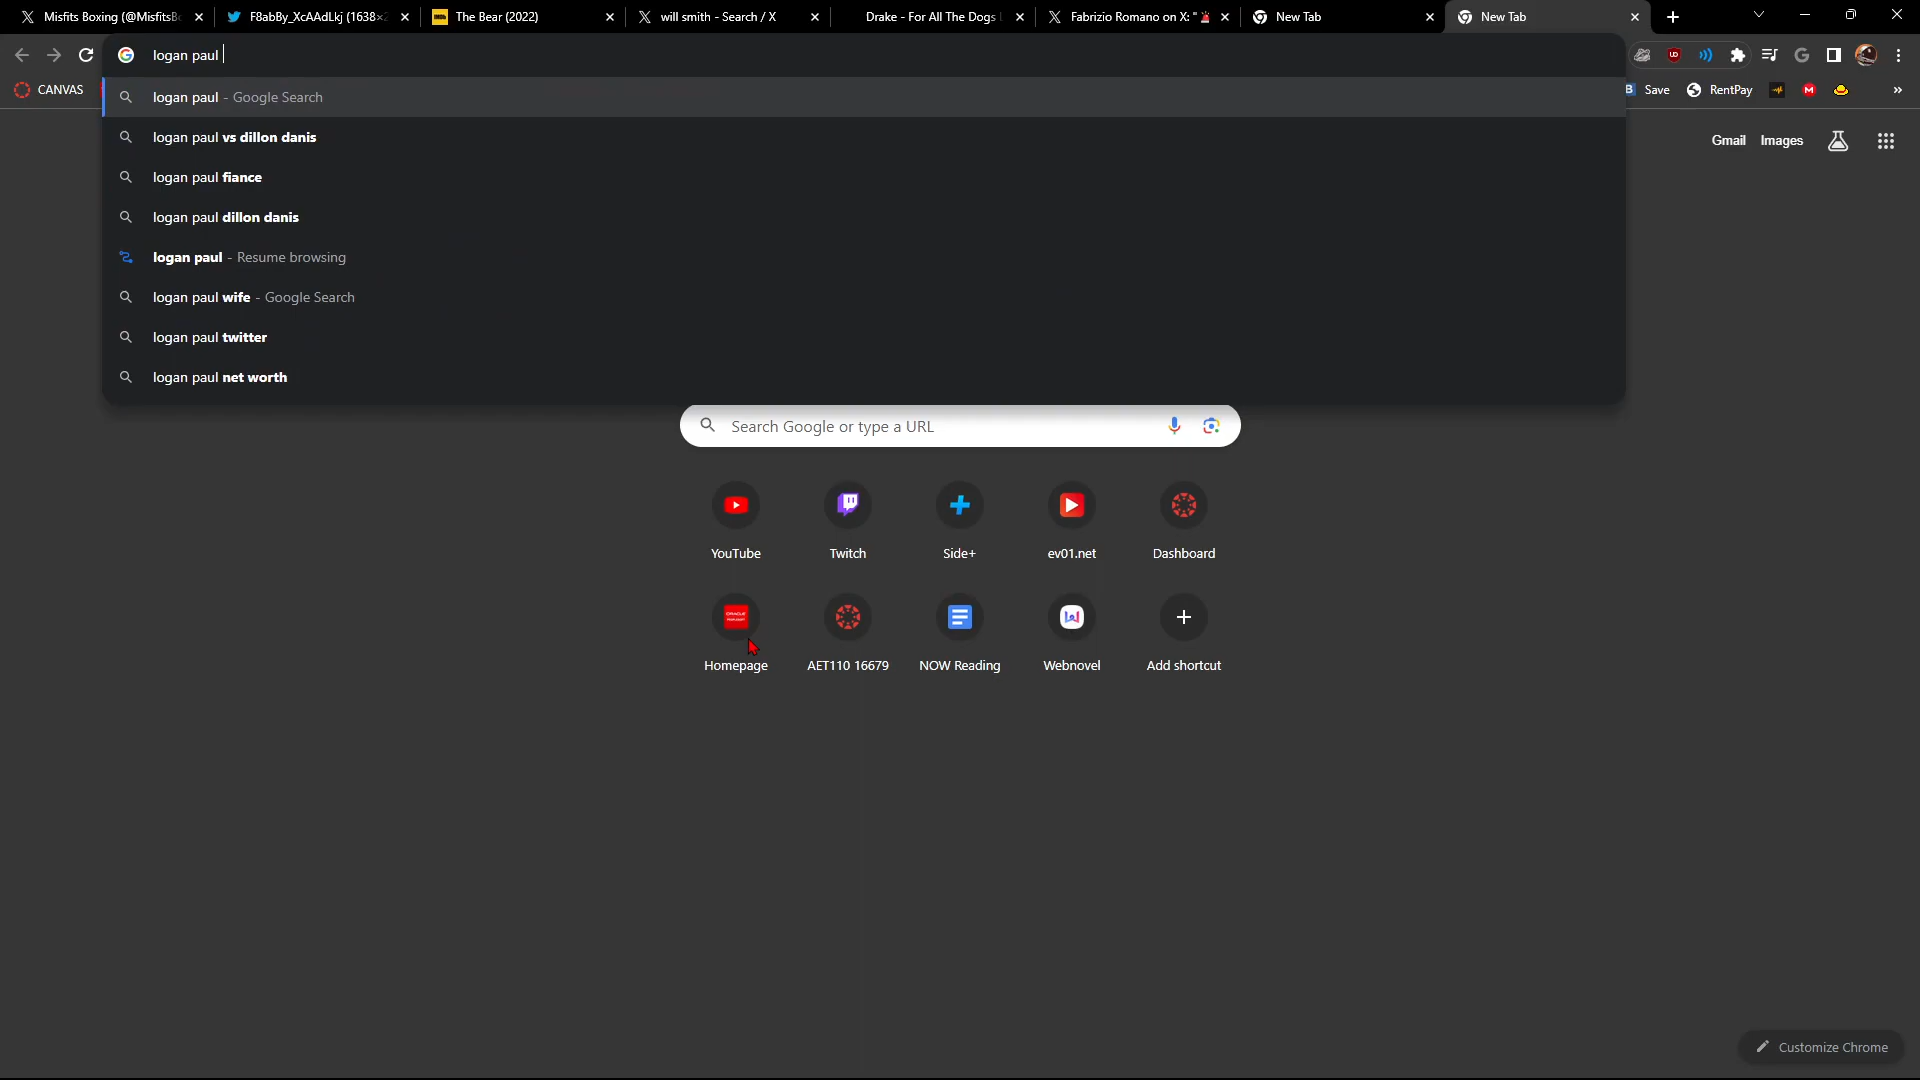 Misfits Boxing (@MisfitsB
F8abBy_XcAAdLkj (1638×2
The Bear (2022)
will smith - Search / X
Drake - For All The Dogs
Fabrizio Romano on X: "🚨
New Tab
New Tab
logan paul
CANVAS
Save
RentPay
logan paul - Google Search
logan paul vs dillon danis
logan paul fiance
logan paul dillon danis
logan paul - Resume browsing
logan paul wife - Google Search
logan paul twitter
logan paul net worth
Gmail Images
Search Google or type a URL
YouTube
Twitch
Side+
ev01.net
Dashboard
Homepage
AET110 16679
NOW Reading
Webnovel
Add shortcut
Customize Chrome